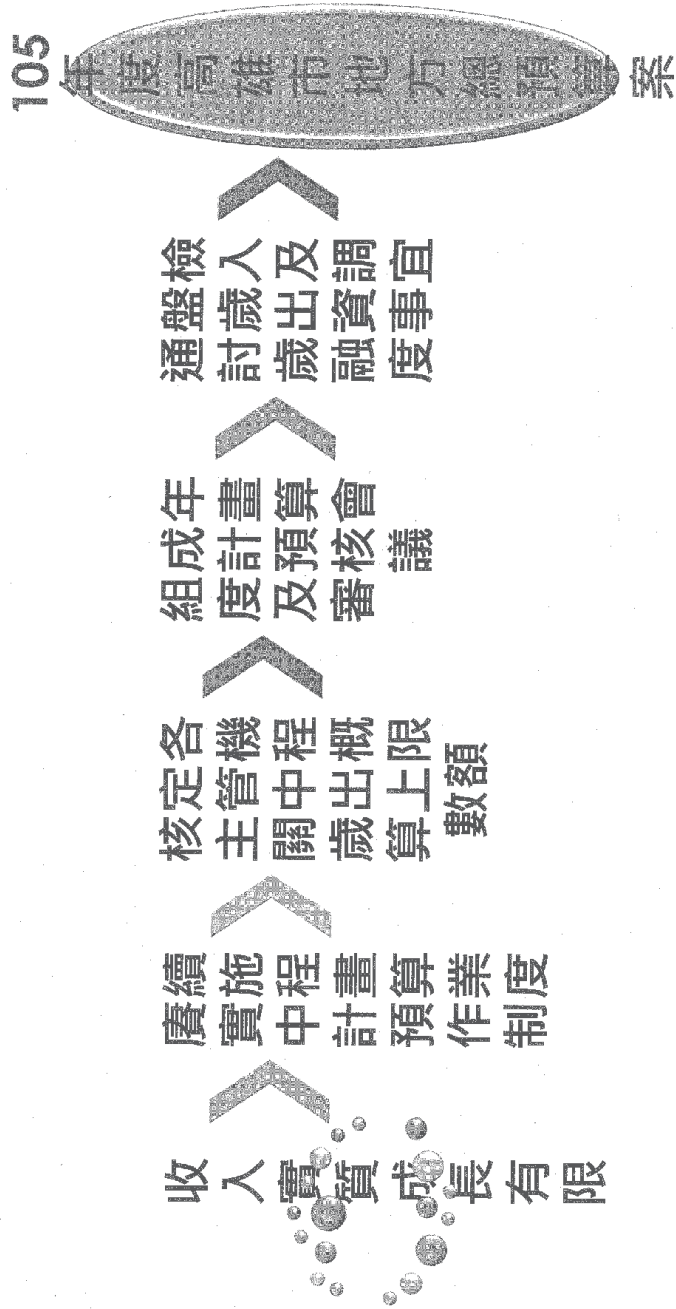 收入實質成長有限
賡續
實施
中程
計畫
預算
作業
制度
核定各
主管機
關中程
歲出概
算上限
數額
組成年
度計畫
及預算
審核會
議
通盤檢
討歲入
歲出及
融資調
度事宜
105年度高雄市地方總預算案